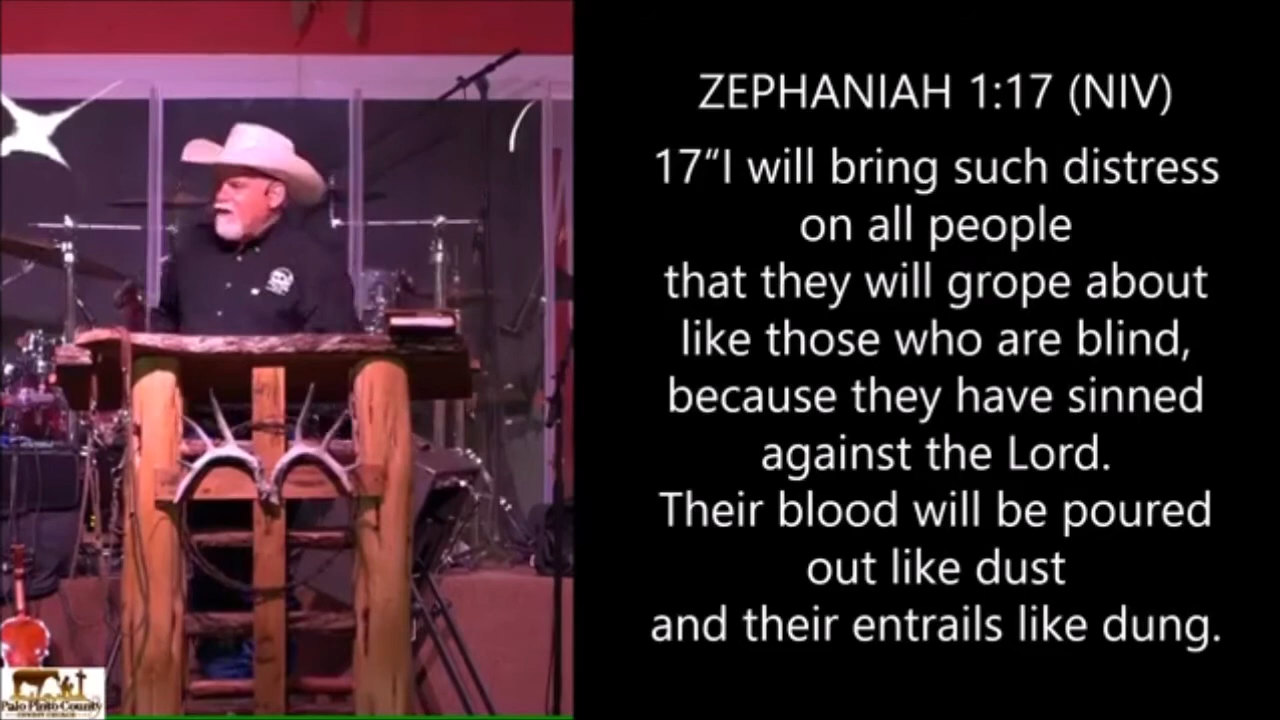 ZEPHANIAH 1:17 (NIV)
17“I will bring such distress
on all people
that they will grope about
like those who are blind,
because they have sinned
against the Lord.
Their blood will be poured
out like dust
and their entrails like dung.
Palo Pinto County
COWBOY CHURCH